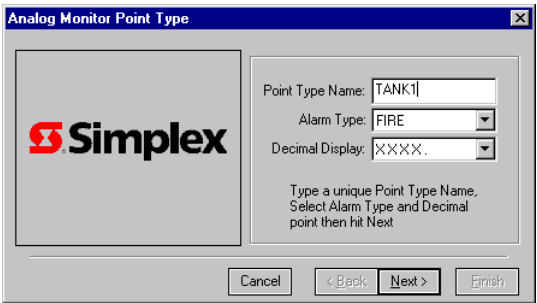 Analog Monitor Point Type
Simplex
Point Type Name: TANK1
Alarm Type: FIRE
Decimal Display: XXXX.
Type a unique Point Type Name,
Select Alarm Type and Decimal
point then hit Next
Cancel < Back Next > Finish